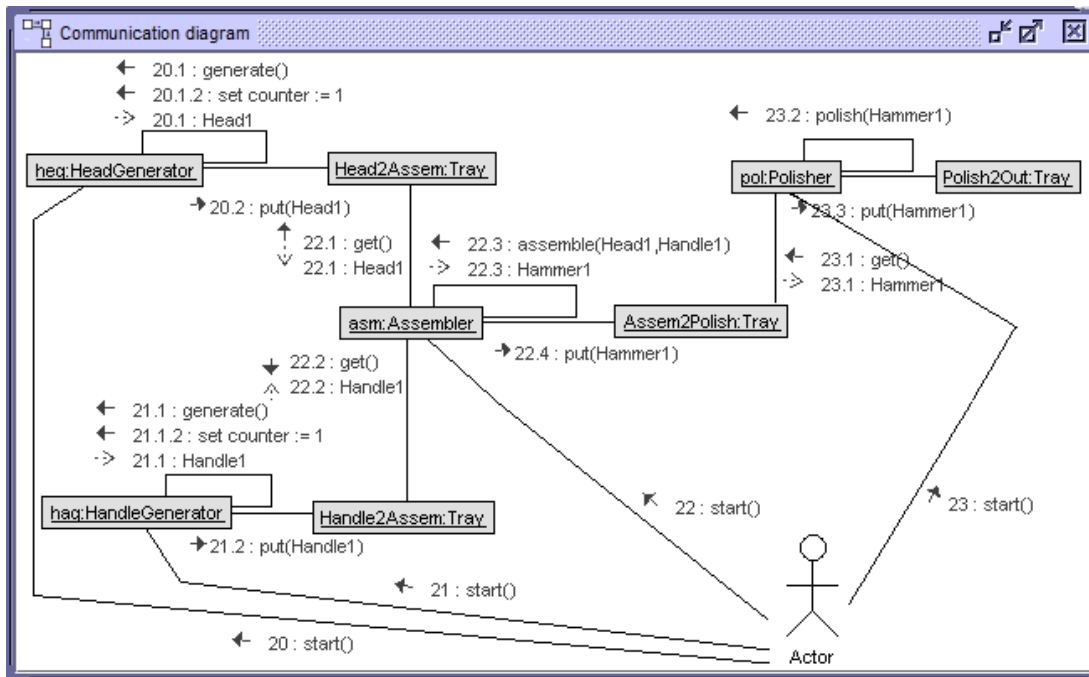 Communication diagram
20.1 : generate()
20.1.2 : set counter := 1
20.1 : Head1
heq:HeadGenerator
Head2Assem:Tray
20.2 : put(Head1)
23.2 : polish(Hammer1)
pol:Polisher
Polish2Out:Tray
23.3 : put(Hammer1)
22.1 : get()
22.1 : Head1
22.3 : assemble(Head1,Handle1)
22.3 : Hammer1
23.1 : get()
23.1 : Hammer1
asm:Assembler
Assem2Polish:Tray
22.4 : put(Hammer1)
22.2 : get()
22.2 : Handle1
21.1 : generate()
21.1.2 : set counter := 1
21.1 : Handle1
haq:HandleGenerator
Handle2Assem:Tray
21.2 : put(Handle1)
22 : start()
23 : start()
21 : start()
20 : start()
Actor